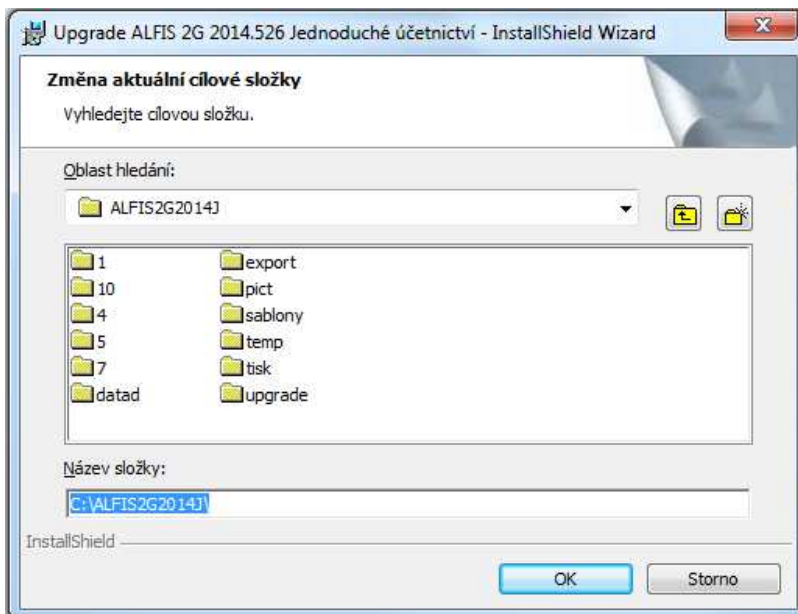 Upgrade ALFIS 2G 2014.526 Jednoduché účetnictví - InstallShield Wizard
Změna aktuální cílové složky
Vyhledejte cílovou složku.
Oblast hledání:
ALFIS2G2014J
1
10
4
5
7
datad
export
pict
sablony
temp
tisk
upgrade
Název složky:
C:\ALFIS2G2014J\
InstallShield
OK
Storno